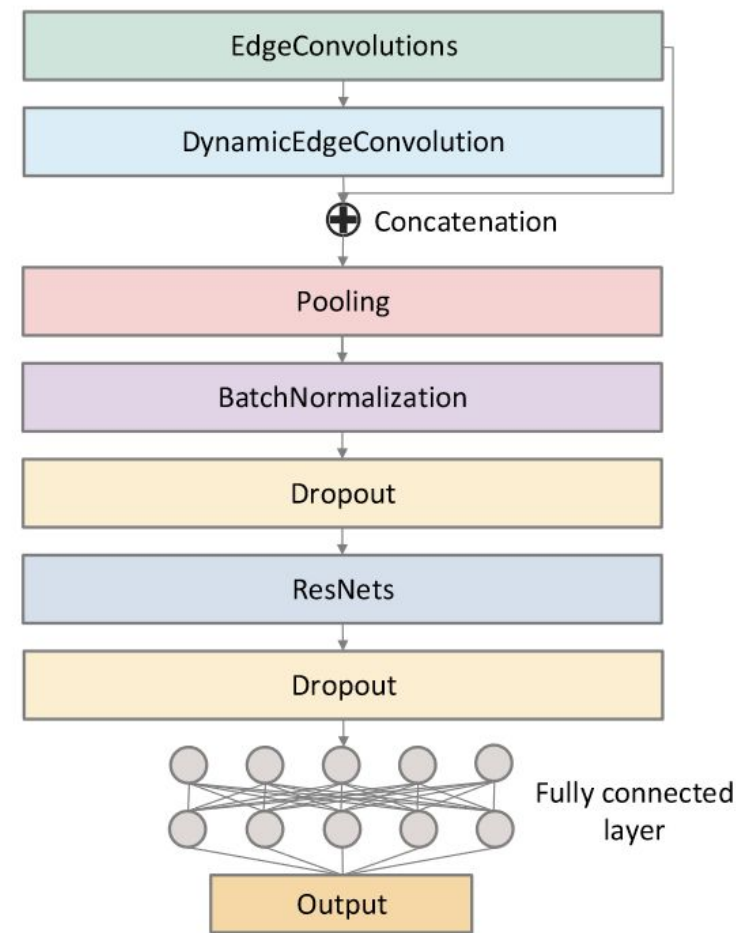 EdgeConvolutions
DynamicEdgeConvolution
Concatenation
Pooling
BatchNormalization
Dropout
ResNets
Dropout
Fully connected
layer
Output